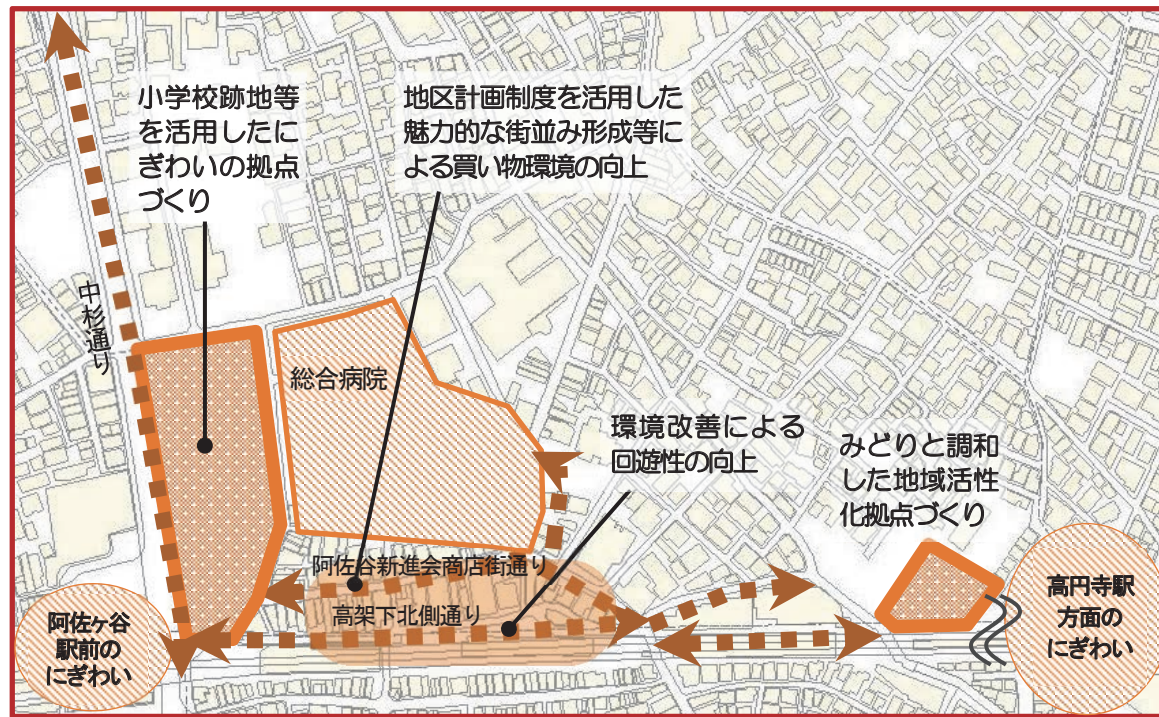 小学校跡地等
を活用したに
ぎわいの拠点
づくり
地区計画制度を活用した
魅力的な街並み形成等に
よる買い物環境の向上
中杉通り
総合病院
環境改善による
回遊性の向上
みどりと調和
した地域活性
化拠点づくり
阿佐谷新進会商店街通り
高架下北側通り
阿佐ヶ谷
駅前の
にぎわい
高円寺駅
方面の
にぎわい